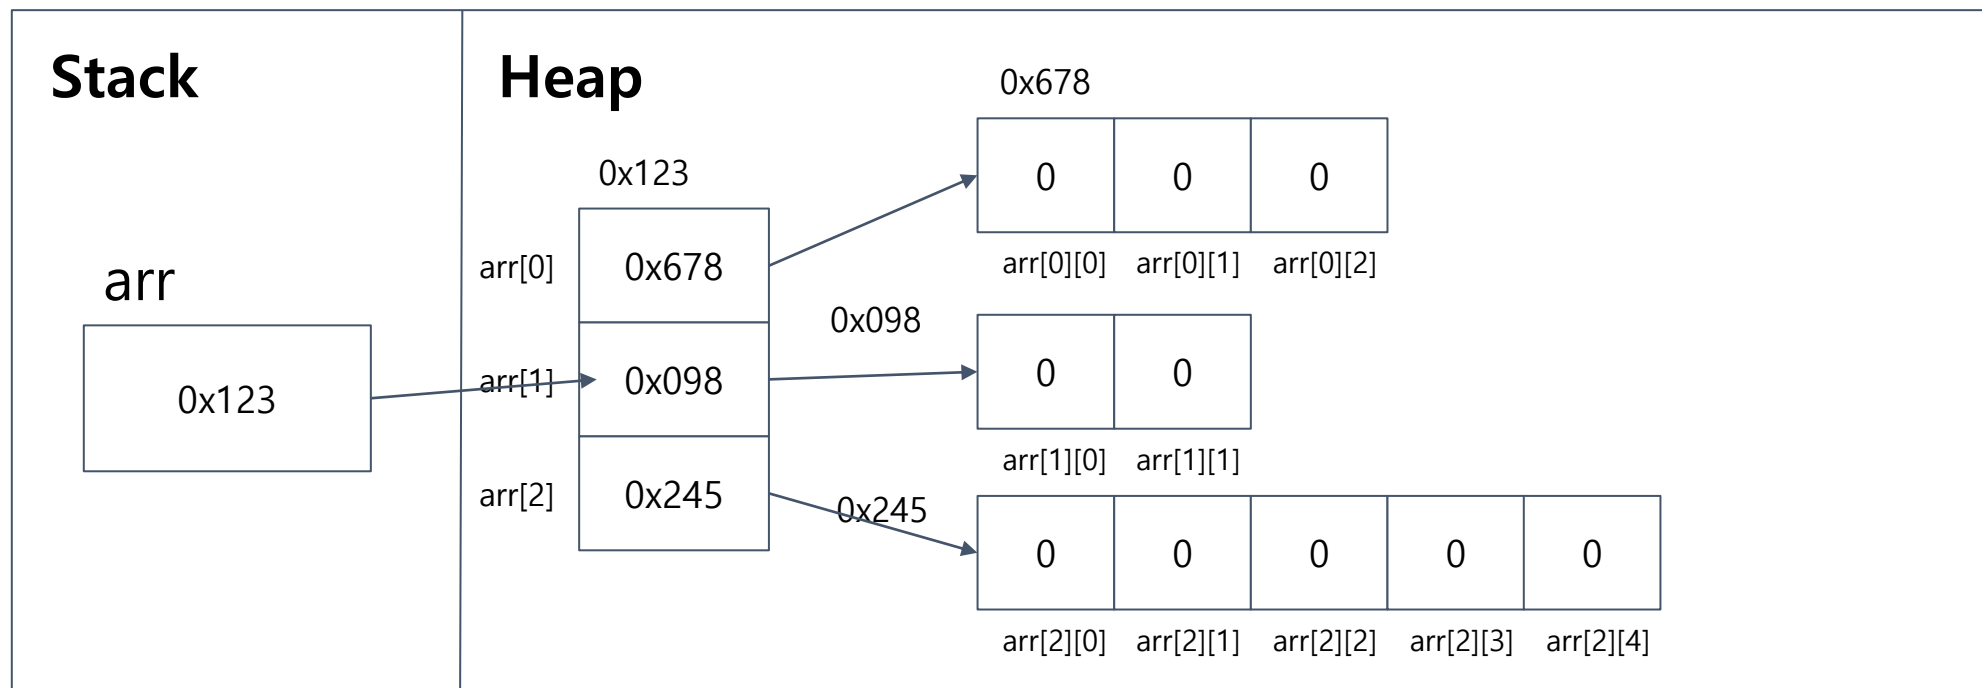 Stack
arr
0x123
Heap
0x123
arr[0]
0x678
arr[1]
0x098
arr[2]
0x245
0x678
0 0 0
arr[0][0] arr[0][1] arr[0][2]
0x098
0 0
arr[1][0] arr[1][1]
0x245
0 0 0 0 0
arr[2][0] arr[2][1] arr[2][2] arr[2][3] arr[2][4]